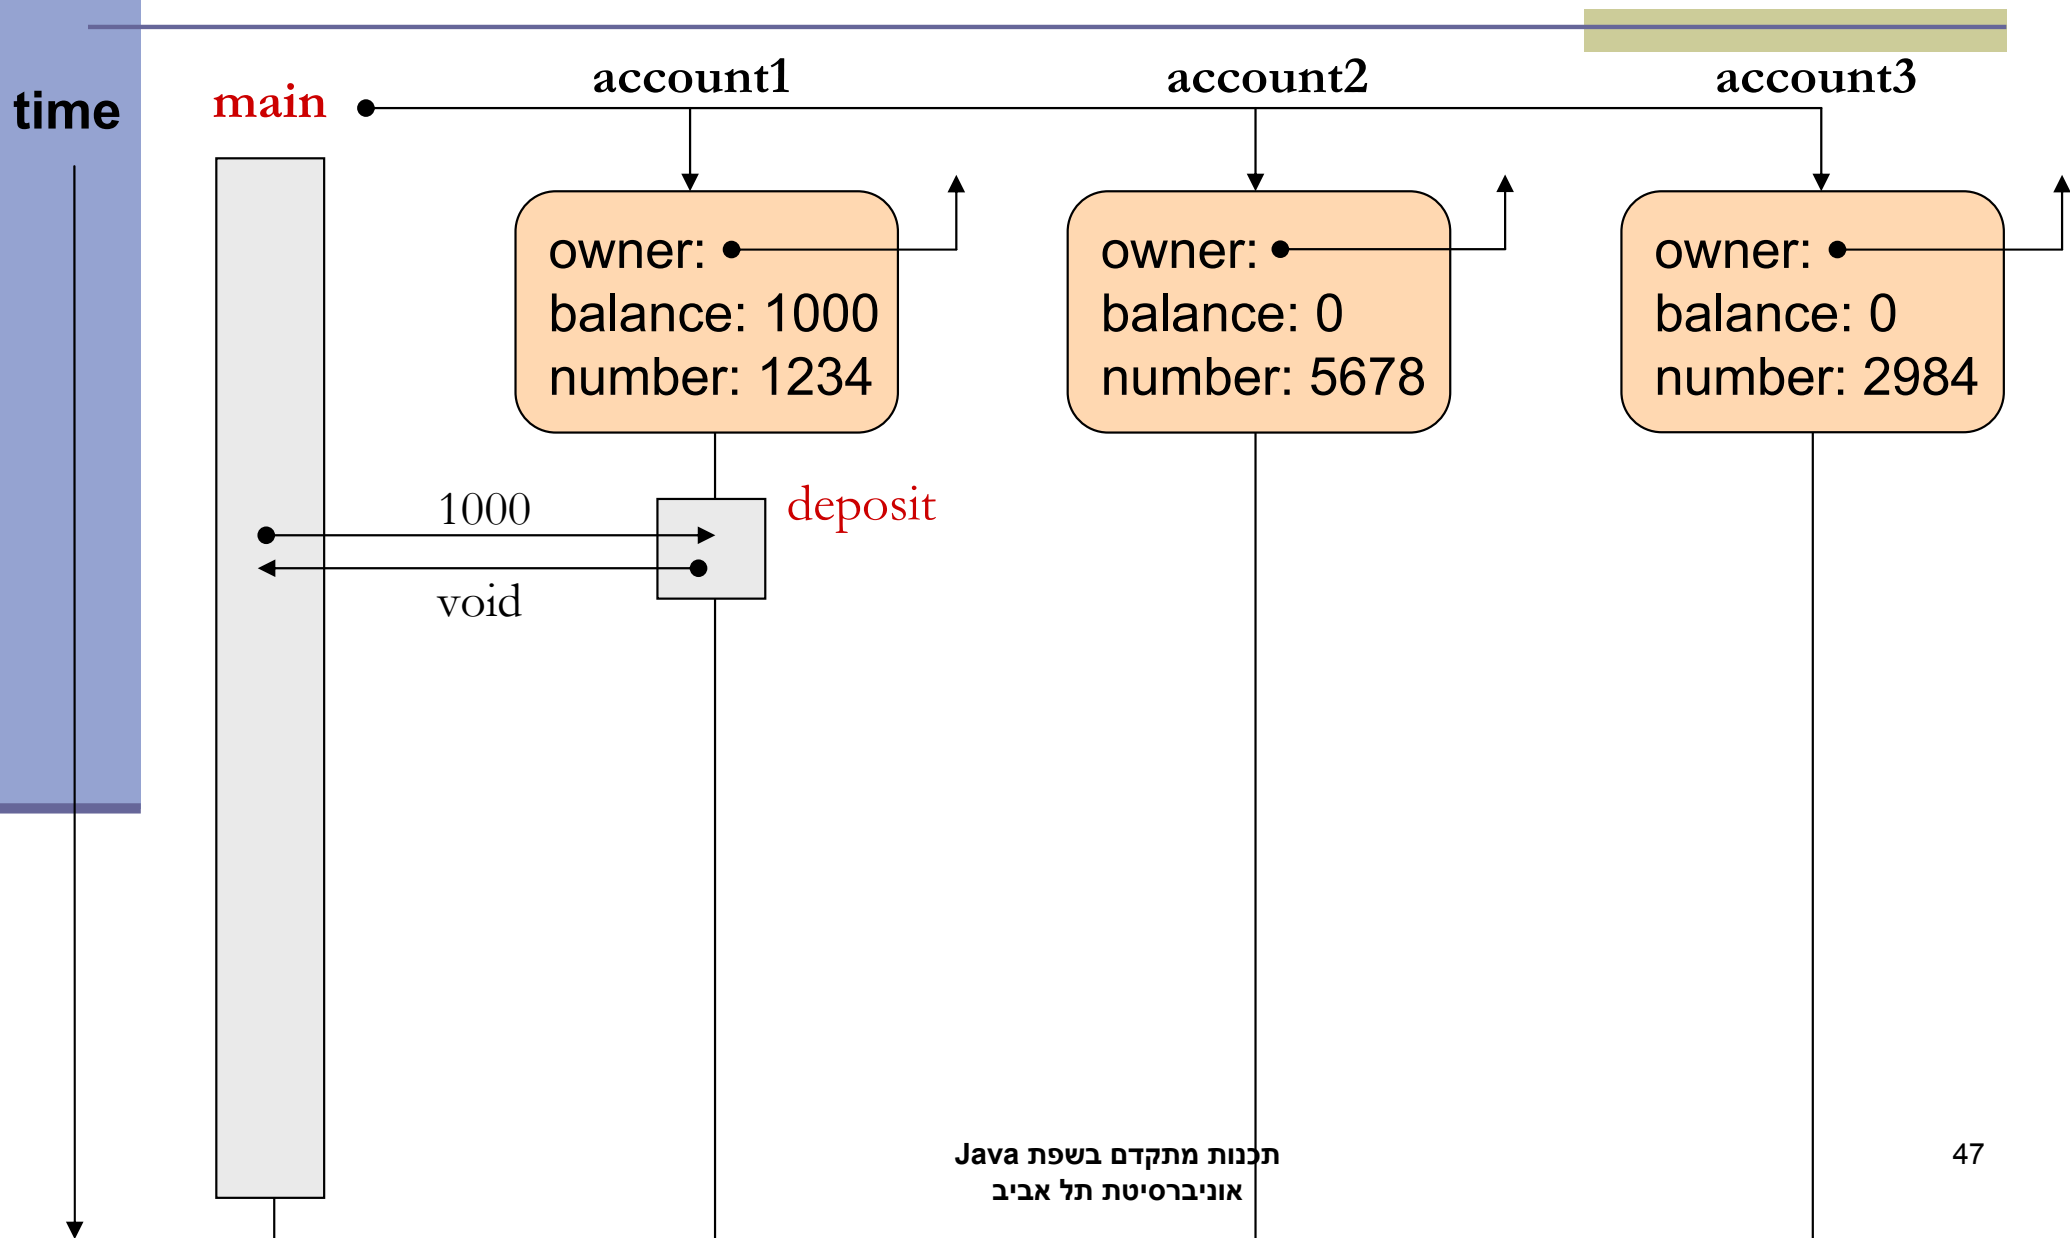 time
main
account1
account2
account3
owner:
balance: 1000
number: 1234
owner:
balance: 0
number: 5678
owner:
balance: 0
number: 2984
1000
deposit
void
תכנות מתקדם בשפת Java
אוניברסיטת תל אביב
47